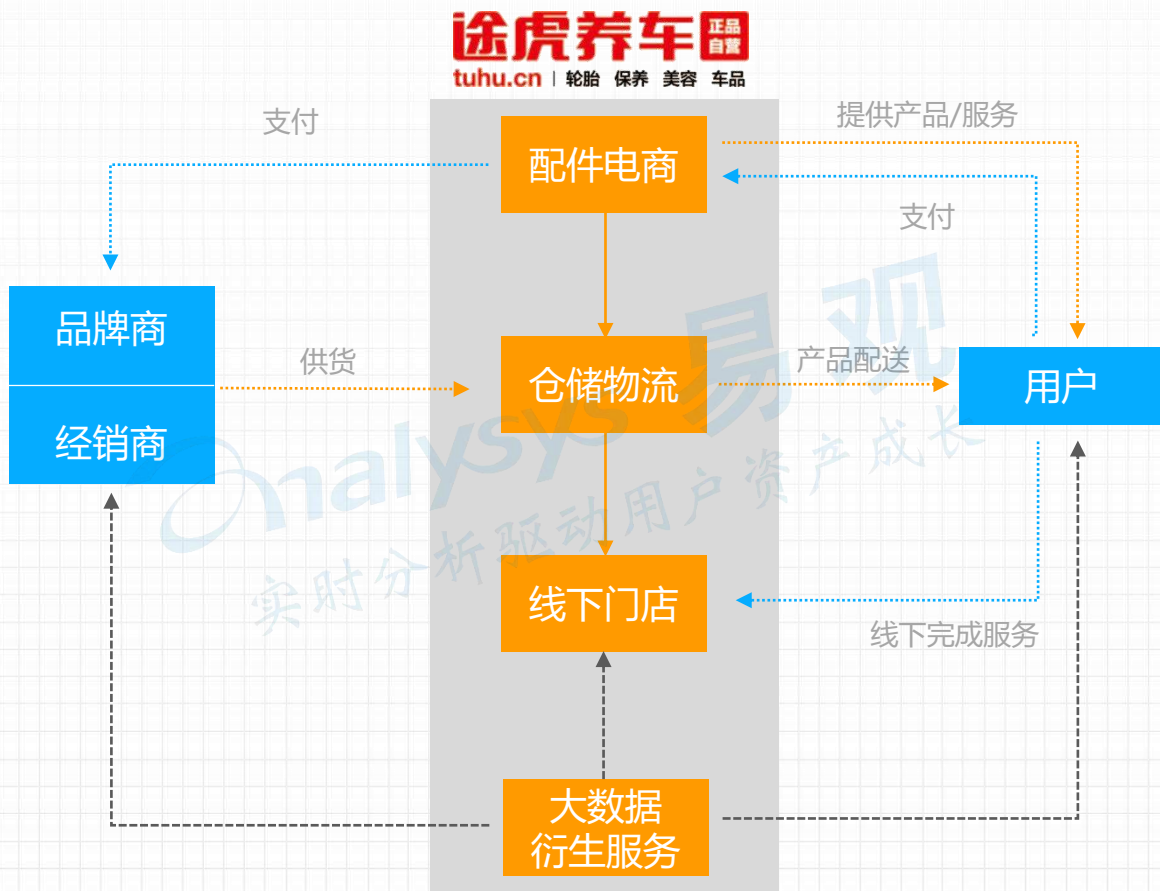 途虎养车 正品自营
tuhu.cn | 轮胎 保养 美容 车品
支付
配件电商
提供产品/服务
支付
品牌商
供货
仓储物流
产品配送
用户
经销商
analysys 易观
实时分析驱动用户资产成长
线下门店
线下完成服务
大数据
衍生服务